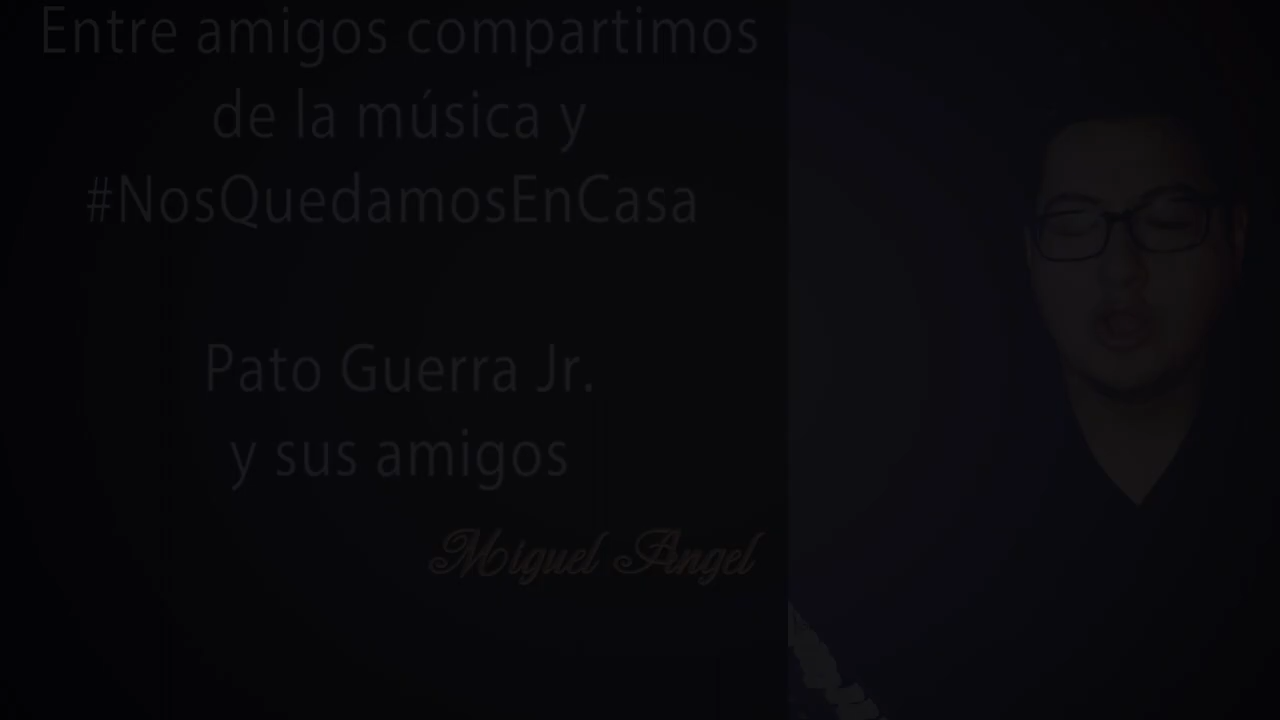 Entre amigos compartimos
de la música y
#NosQuedamosEnCasa
Pato Guerra Jr.
y sus amigos
Miguel Angel